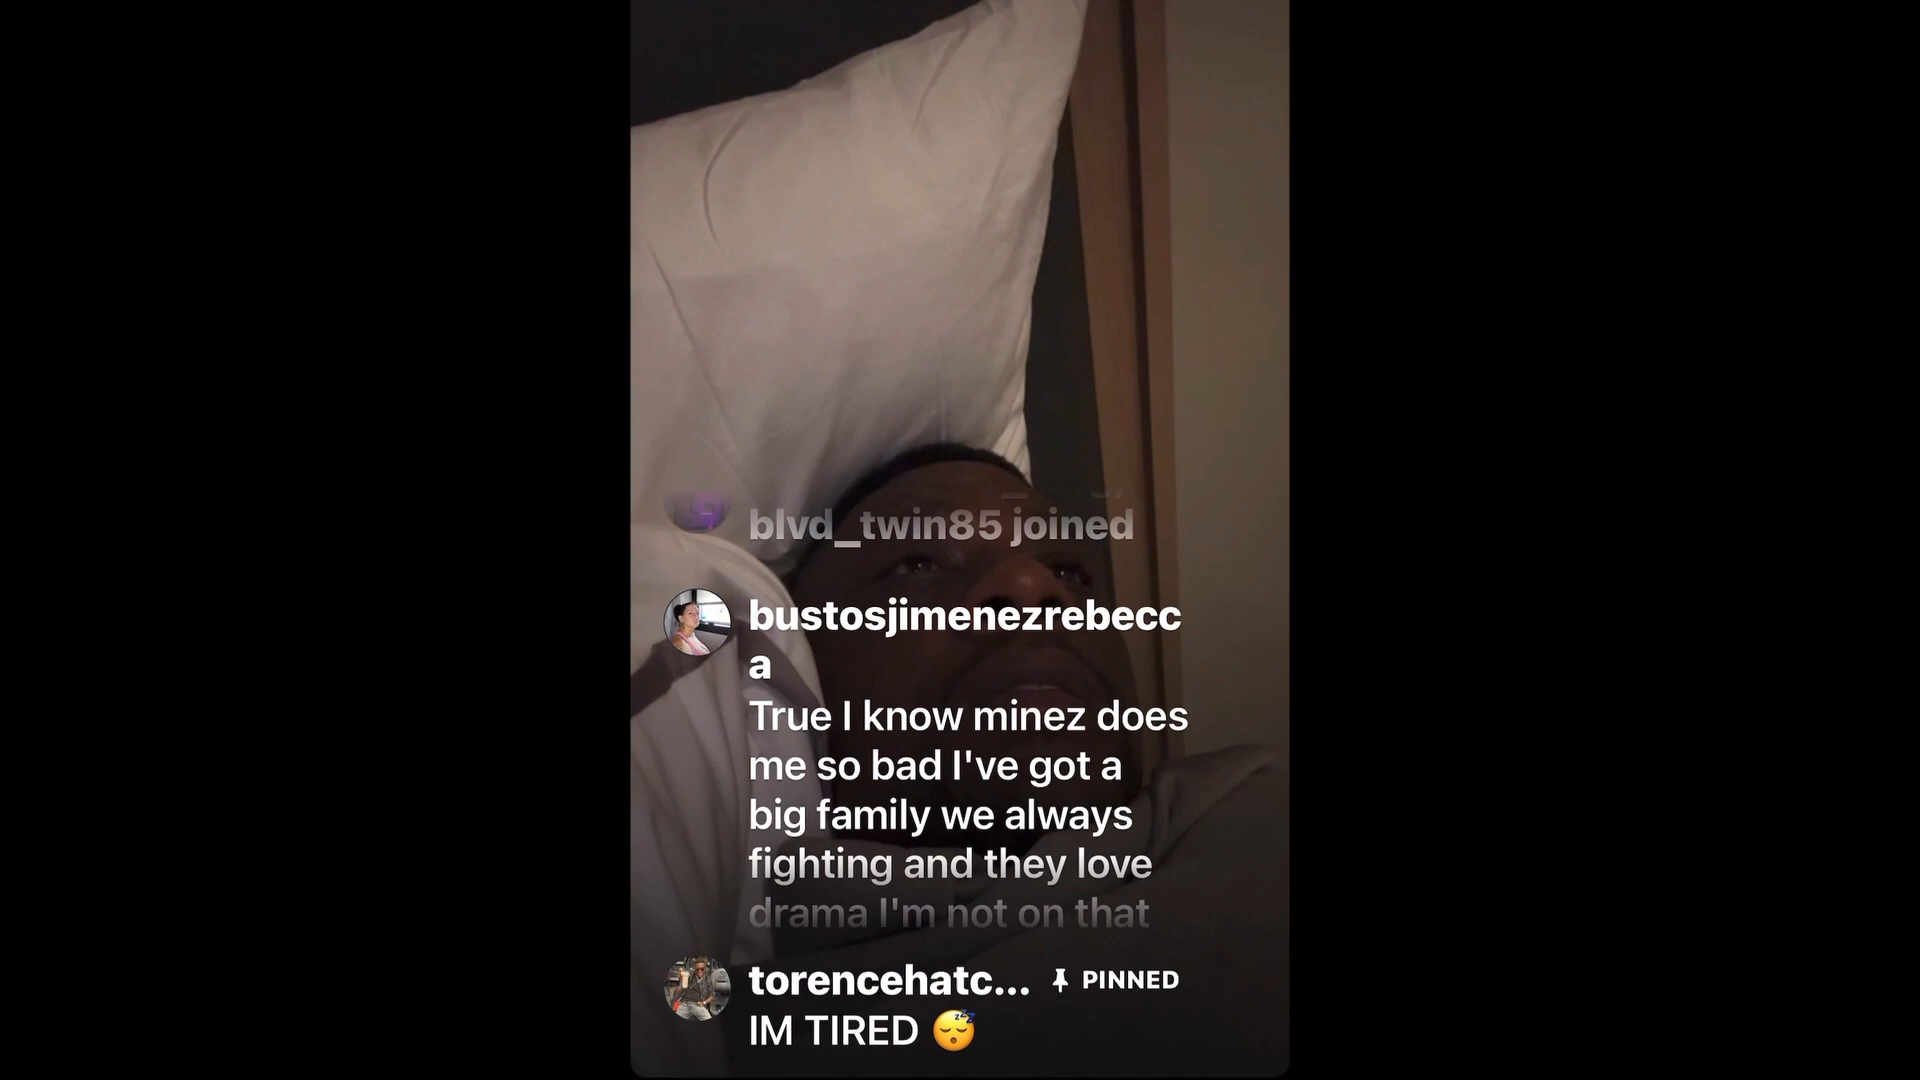 blvd_twin85 joined
bustosjimenezrebecc
a
True I know minez does
me so bad I've got a
big family we always
fighting and they love
drama I'm not on that
torencehatc... PINNED
IM TIRED 😴